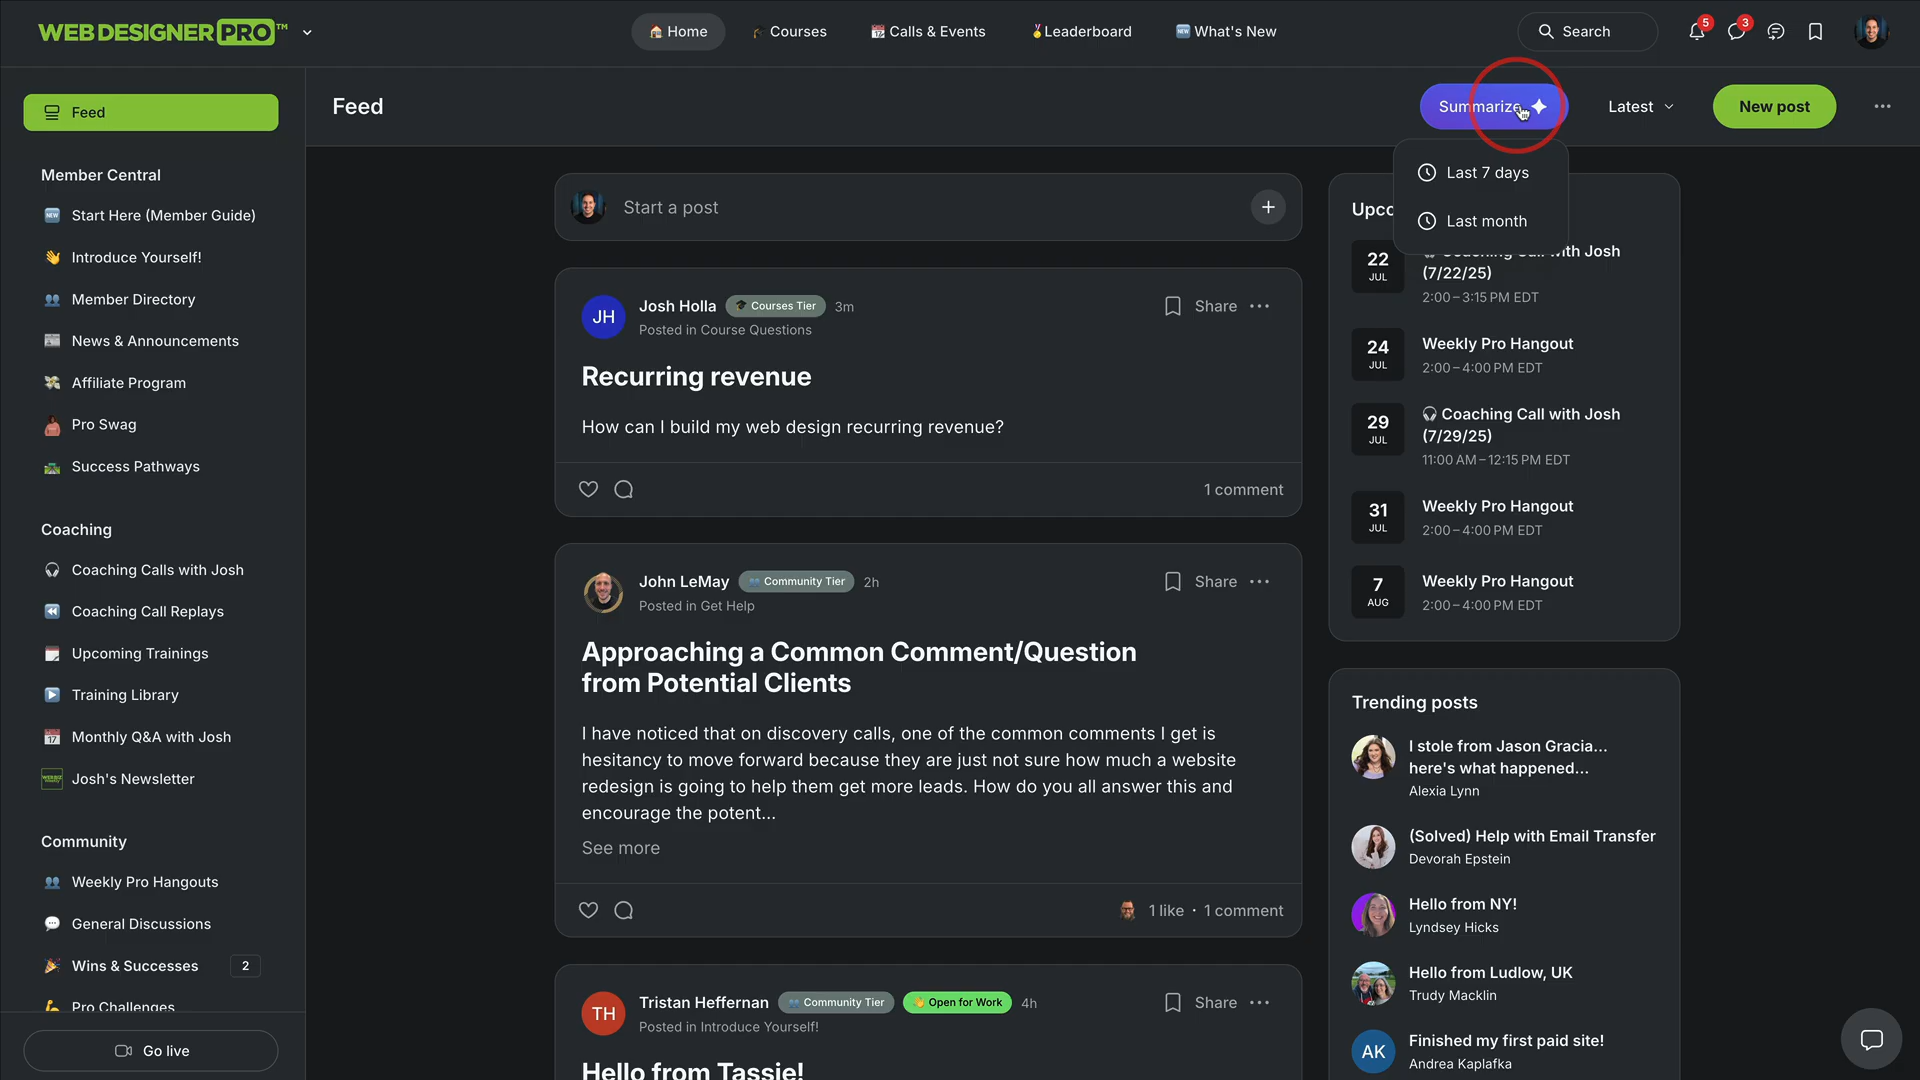 WEB DESIGNER PRO™
Home
Courses
Calls & Events
Leaderboard
What's New
Search
5
3
Feed
Member Central
Start Here (Member Guide)
Introduce Yourself!
Member Directory
News & Announcements
Affiliate Program
Pro Swag
Success Pathways
Coaching
Coaching Calls with Josh
Coaching Call Replays
Upcoming Trainings
Training Library
Monthly Q&A with Josh
Josh's Newsletter
Community
Weekly Pro Hangouts
General Discussions
Wins & Successes
2
Pro Challenges
Go live
Feed
Summarize
Latest
New post
Last 7 days
Last month
Start a post
JH
Josh Holla
Courses Tier
3m
Posted in Course Questions
Share
Recurring revenue
How can I build my web design recurring revenue?
1 comment
John LeMay
Community Tier
2h
Posted in Get Help
Share
Approaching a Common Comment/Question
from Potential Clients
I have noticed that on discovery calls, one of the common comments I get is
hesitancy to move forward because they are just not sure how much a website
redesign is going to help them get more leads. How do you all answer this and
encourage the potent...
See more
1 like · 1 comment
TH
Tristan Heffernan
Community Tier
Open for Work
4h
Posted in Introduce Yourself!
Share
Hello from Tassie!
Upco
22
JUL
Coaching Call with Josh
(7/22/25)
2:00 – 3:15 PM EDT
24
JUL
Weekly Pro Hangout
2:00 – 4:00 PM EDT
29
JUL
Coaching Call with Josh
(7/29/25)
11:00 AM – 12:15 PM EDT
31
JUL
Weekly Pro Hangout
2:00 – 4:00 PM EDT
7
AUG
Weekly Pro Hangout
2:00 – 4:00 PM EDT
Trending posts
I stole from Jason Gracia...
here's what happened...
Alexia Lynn
(Solved) Help with Email Transfer
Devorah Epstein
Hello from NY!
Lyndsey Hicks
Hello from Ludlow, UK
Trudy Macklin
AK
Finished my first paid site!
Andrea Kaplafka